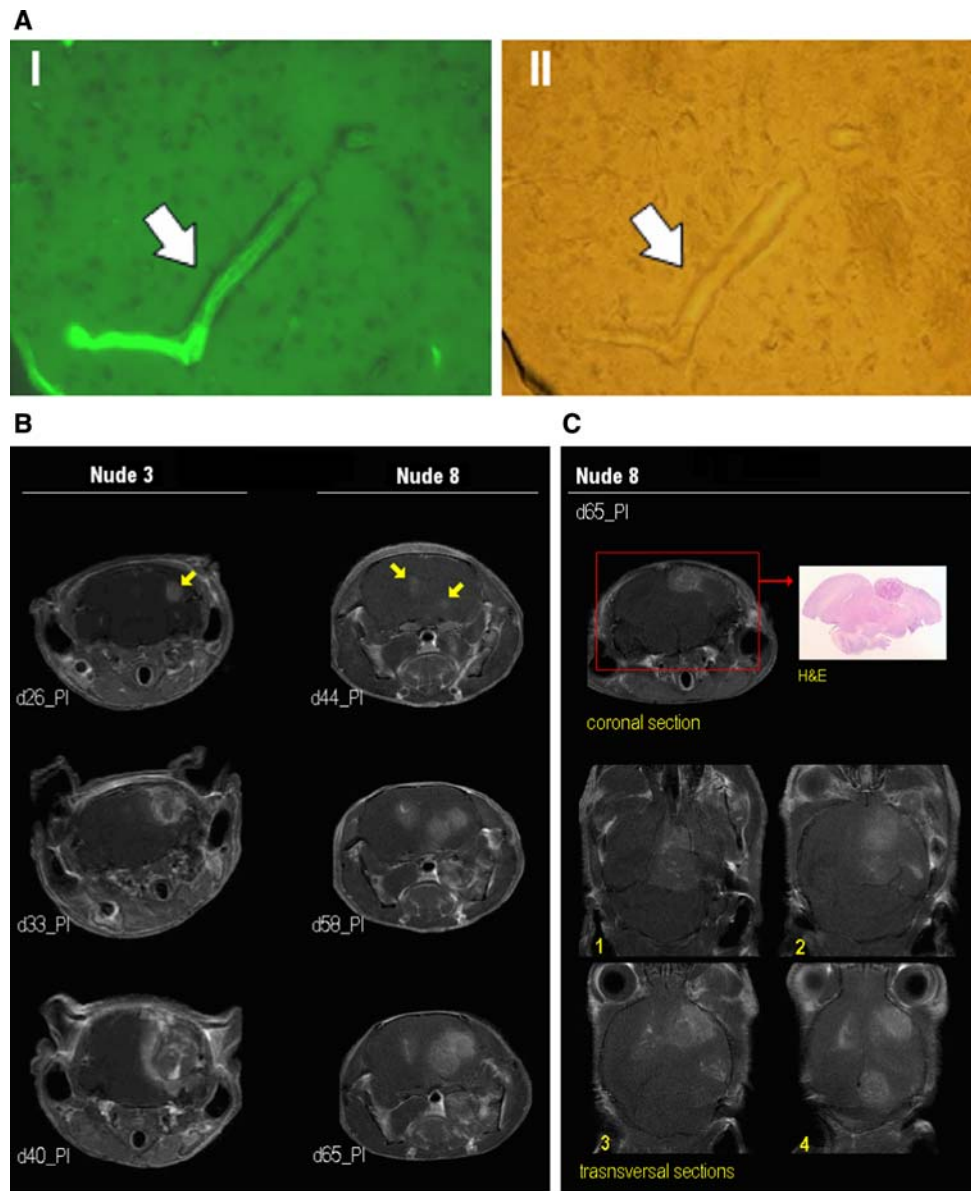 A
I
II
B
C
Nude 3
Nude 8
d26_PI
d44_PI
d33_PI
d58_PI
d40_PI
d65_PI
Nude 8
d65_PI
H&E
coronal section
1
2
3
4
trasnsversal sections